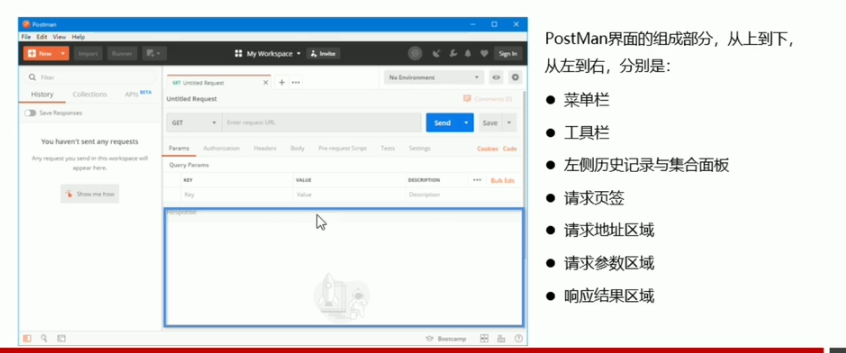 Postman
File Edit View Help
New Import Runner My Workspace Invite Sign In
Filter
History Collections APIs BETA
Save Responses
You haven't sent any requests
Any request you send in this workspace will
appear here.
Show me how
GET Untitled Request
No Environment
Untitled Request
Comments (0)
GET Enter request URL Send Save
Params Authorization Headers Body Pre-request Script Tests Settings Cookies Code
Query Params
KEY VALUE DESCRIPTION Bulk Edit
Key Value Description
Response
Bootcamp
PostMan界面的组成部分，从上到下，
从左到右，分别是：
● 菜单栏
● 工具栏
● 左侧历史记录与集合面板
● 请求页签
● 请求地址区域
● 请求参数区域
● 响应结果区域